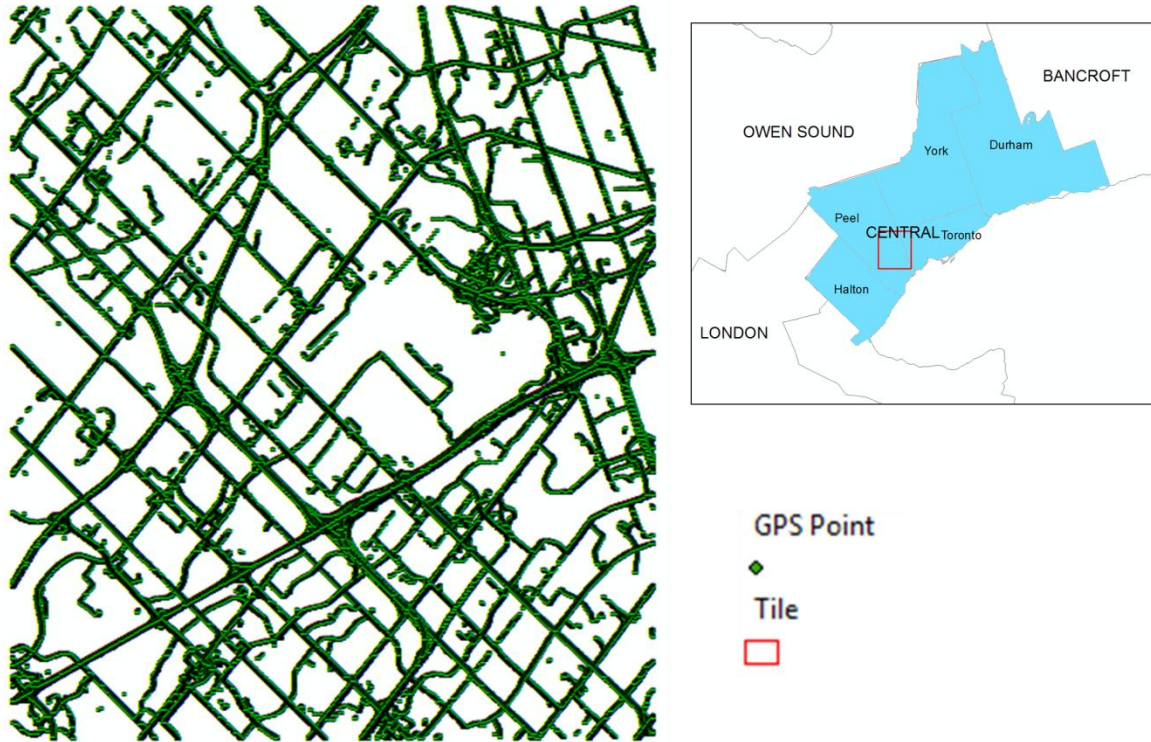 BANCROFT
OWEN SOUND
York
Durham
Peel
CENTRAL
Toronto
Halton
LONDON
GPS Point
Tile